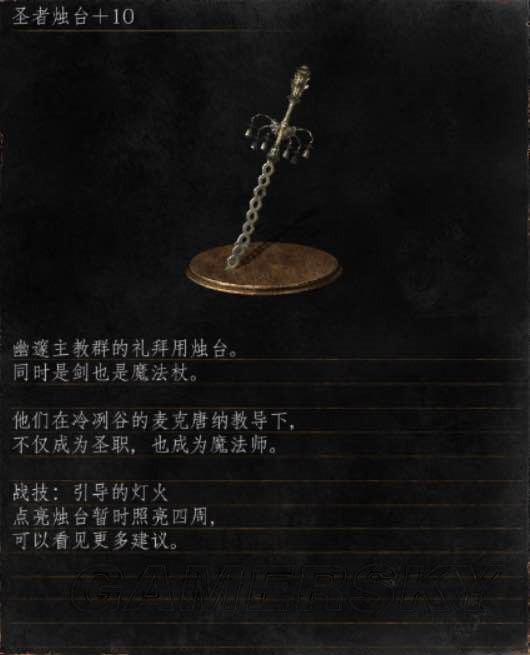 圣者烛台＋10
幽邃主教群的礼拜用烛台。
同时是剑也是魔法杖。
他们在冷冽谷的麦克唐纳教导下，
不仅成为圣职，也成为魔法师。
战技：引导的灯火
点亮烛台暂时照亮四周，
可以看见更多建议。
GAMERSKY